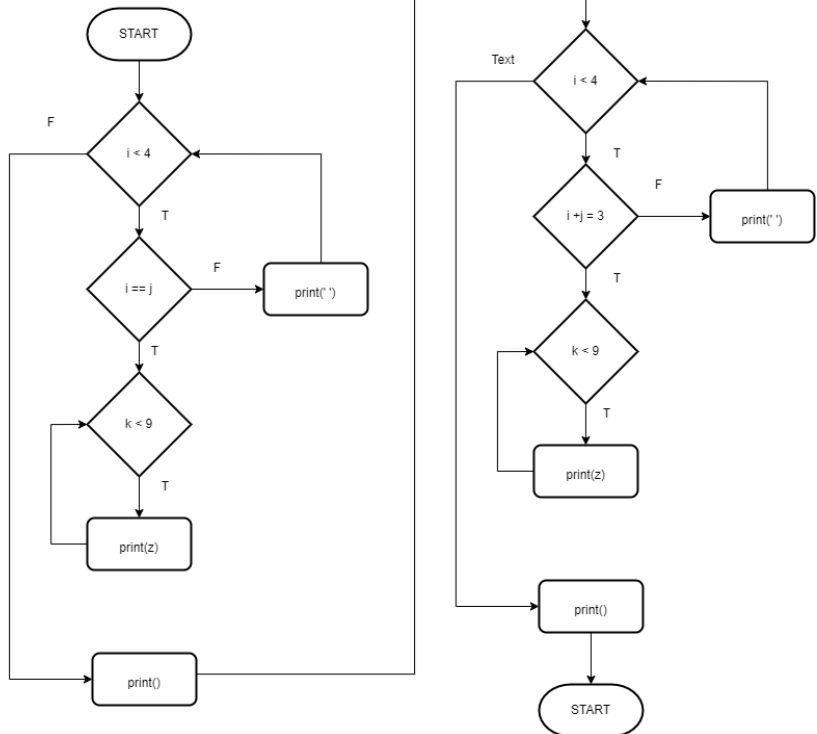 START
F
i < 4
T
i == j
F
print(' ')
T
k < 9
T
print(z)
print()
Text
i < 4
T
F
i +j = 3
print(' ')
T
k < 9
T
print(z)
print()
START